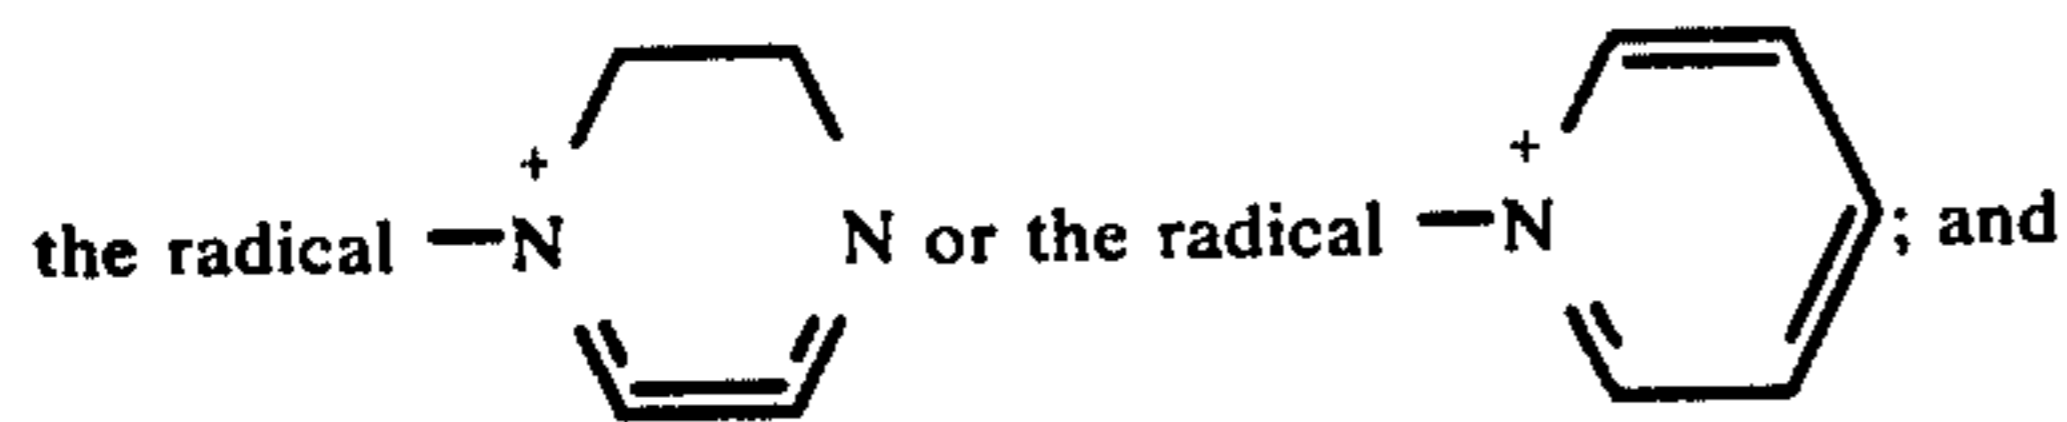 the radical —N+ N or the radical —N+ ; and